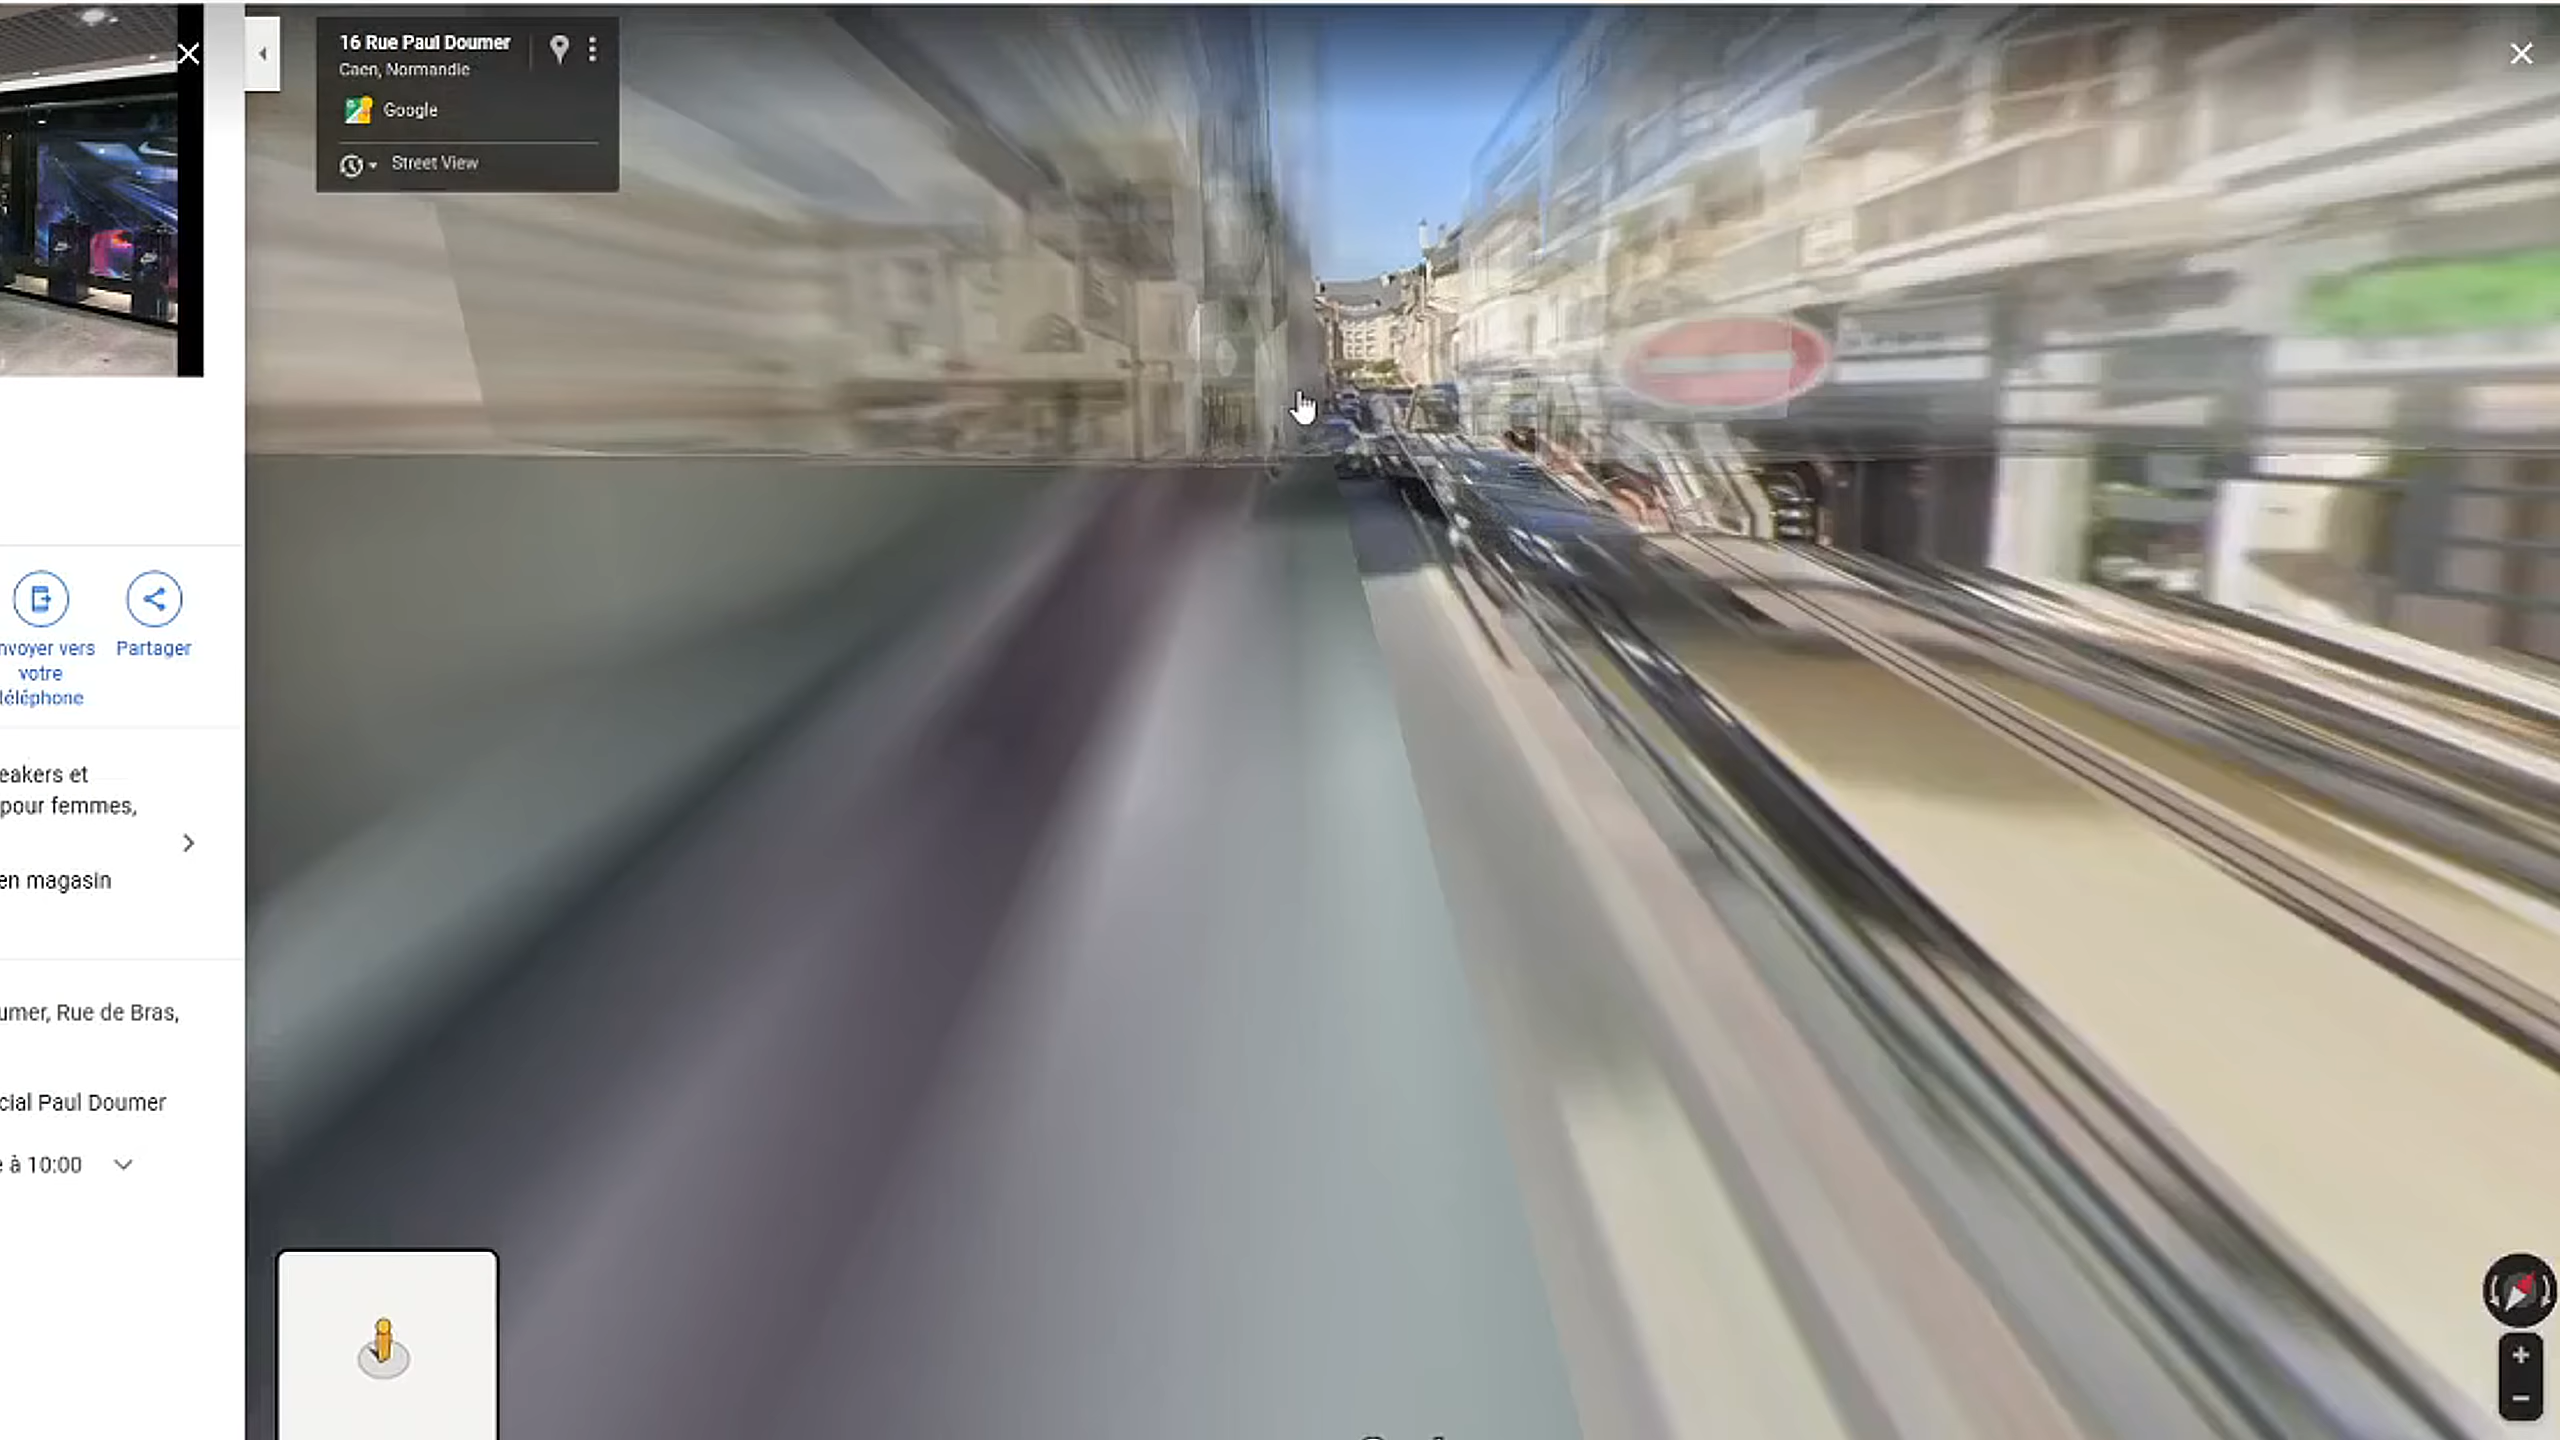 16 Rue Paul Doumer
Caen, Normandie
Google
Street View
nvoyer vers
votre
téléphone
Partager
eakers et
pour femmes,
en magasin
umer, Rue de Bras,
cial Paul Doumer
e à 10:00